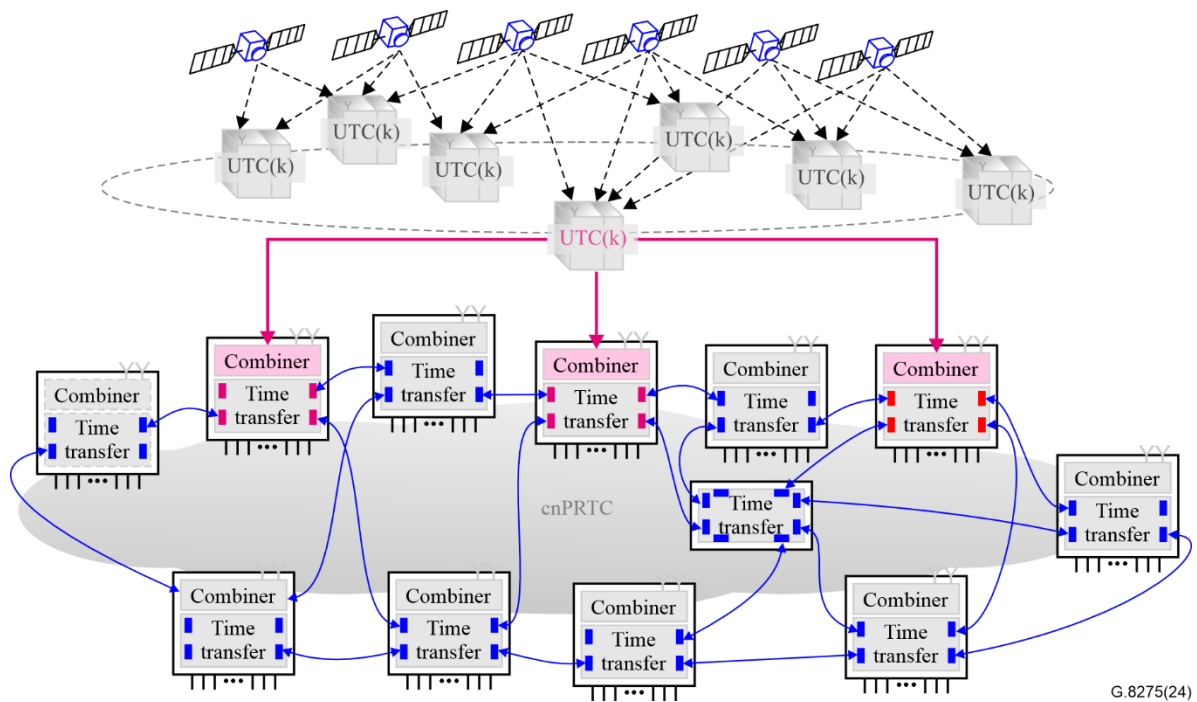 UTC(k)
UTC(k)
UTC(k)
UTC(k)
UTC(k)
UTC(k)
UTC(k)
Combiner
Time
transfer
•••
Combiner
Time
transfer
•••
Combiner
Time
transfer
•••
Combiner
Time
transfer
•••
Combiner
Time
transfer
•••
Combiner
Time
transfer
•••
cnPRTC
Time
transfer
Combiner
Time
transfer
•••
Combiner
Time
transfer
•••
Combiner
Time
transfer
•••
Combiner
Time
transfer
•••
Combiner
Time
transfer
•••
G.8275(24)